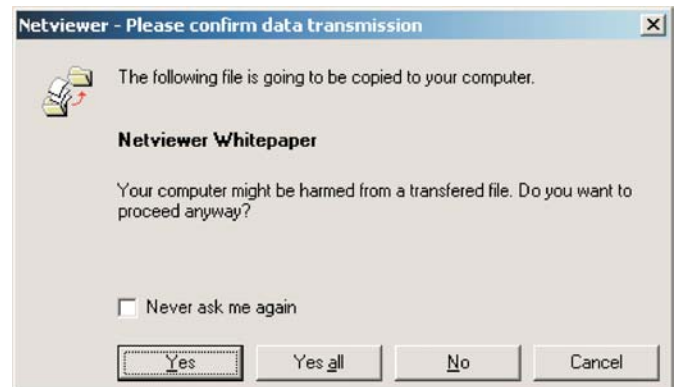 Netviewer - Please confirm data transmission
The following file is going to be copied to your computer.
Netviewer Whitepaper
Your computer might be harmed from a transfered file. Do you want to
proceed anyway?
Never ask me again
Yes
Yes all
No
Cancel